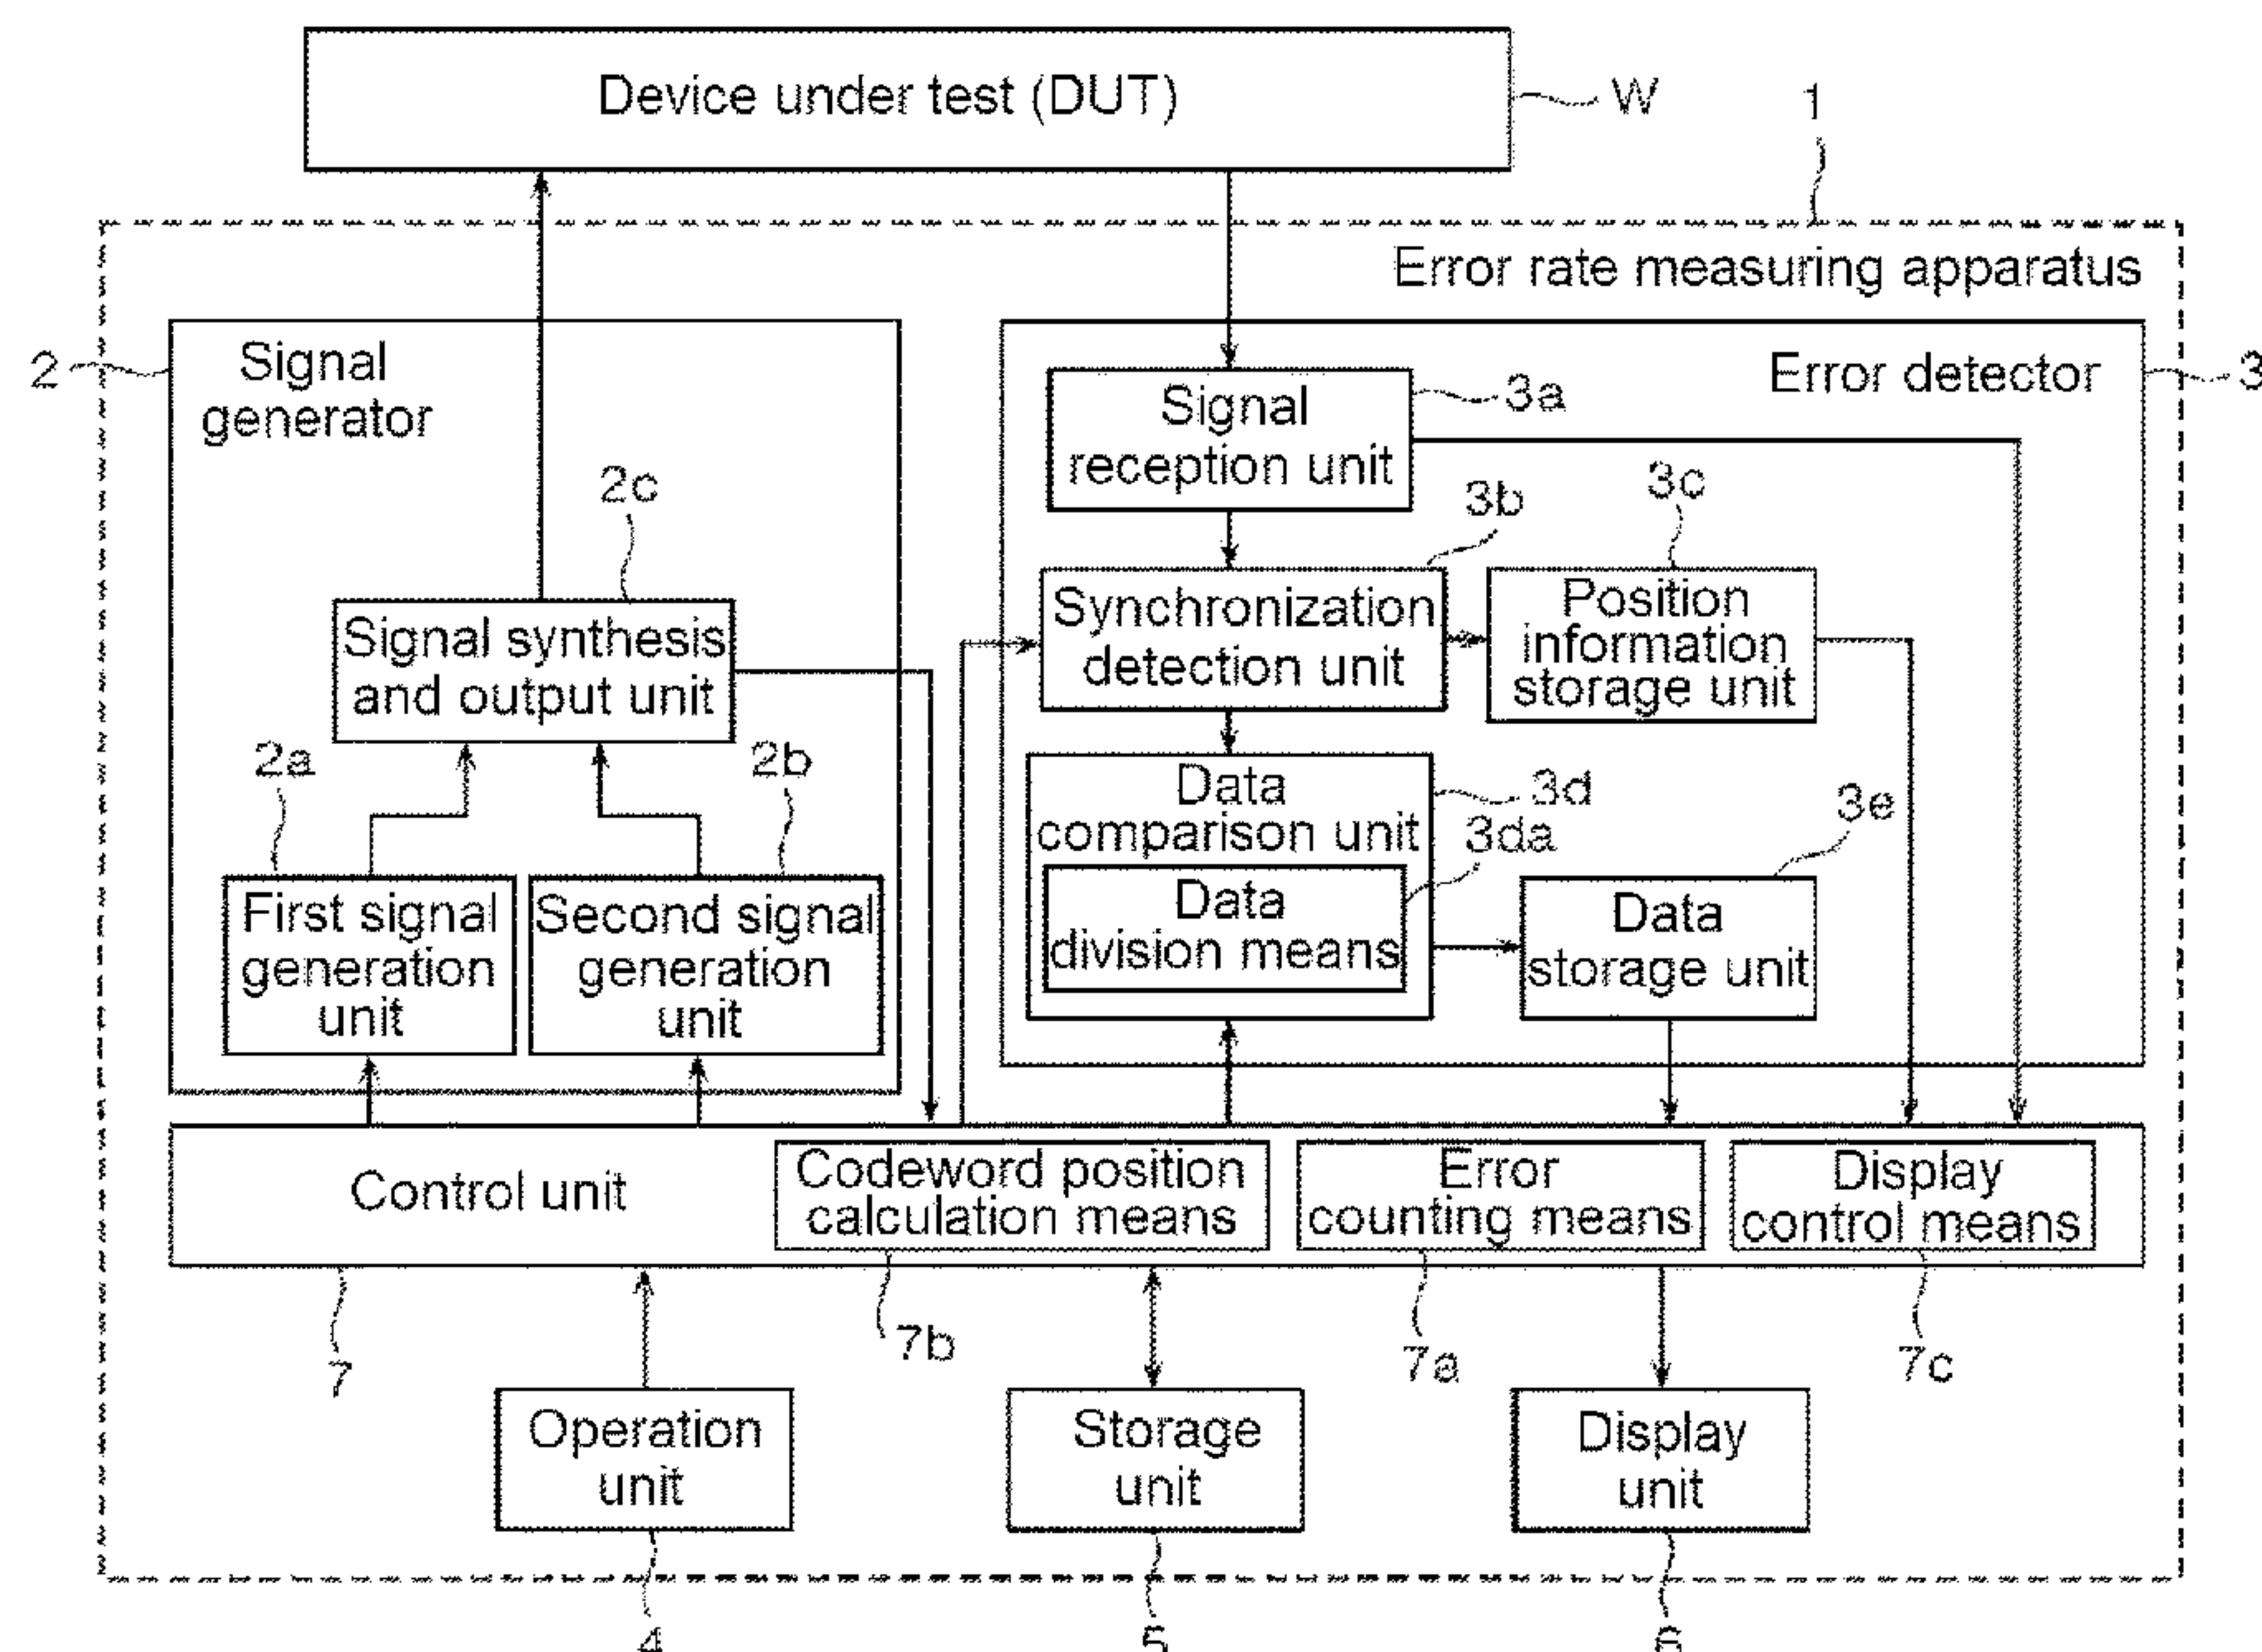 Device under test (DUT)
W
1
Error rate measuring apparatus
2
Signal
generator
Error detector
3
Signal
reception unit
3a
2c
3b
3c
Signal synthesis
and output unit
Synchronization
detection unit
Position
information
storage unit
2a
2b
Data
comparison unit
3d
3da
3e
First signal
generation
unit
Second signal
generation
unit
Data
division means
Data
storage unit
Control unit
Codeword position
calculation means
Error
counting means
Display
control means
7
7b
7a
7c
Operation
unit
Storage
unit
Display
unit
4
5
6